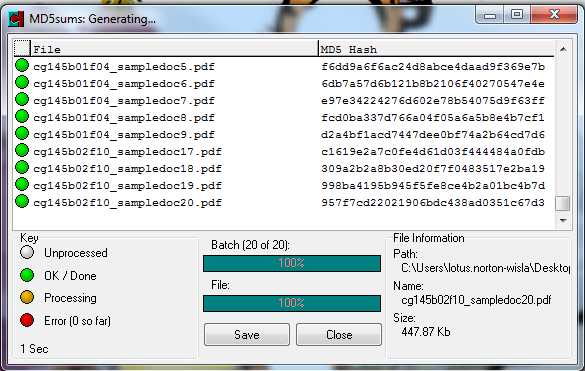 MD5sums: Generating...
File MD5 Hash
cg145b01f04_sampledoc5.pdf f6dd9a6f6ac24d8abce4daad9f369e7b
cg145b01f04_sampledoc6.pdf 6db7a57d6b121b8b2106f40270547e4e
cg145b01f04_sampledoc7.pdf e97e34224276d602e78b54075d9f63ff
cg145b01f04_sampledoc8.pdf fcd0ba337d766a04f05a6a5b8e4b7cf1
cg145b01f04_sampledoc9.pdf d2a4bf1acd7447dee0bf74a2b64cd7d6
cg145b02f10_sampledoc17.pdf c1619e2a7c0fe4d61d03f444484a0fdb
cg145b02f10_sampledoc18.pdf 309a2b2a8b30ed20f7f0483517e2ba19
cg145b02f10_sampledoc19.pdf 998ba4195b945f5fe8ce4b2a01bc4b7d
cg145b02f10_sampledoc20.pdf 957f7cd22021906bdc438ad0351c67d3
Key
Unprocessed
OK / Done
Processing
Error (0 so far)
1 Sec
Batch (20 of 20):
100%
File:
100%
Save Close
File Information
Path:
C:\Users\lotus.norton-wisla\Desktop
Name:
cg145b02f10_sampledoc20.pdf
Size:
447.87 Kb